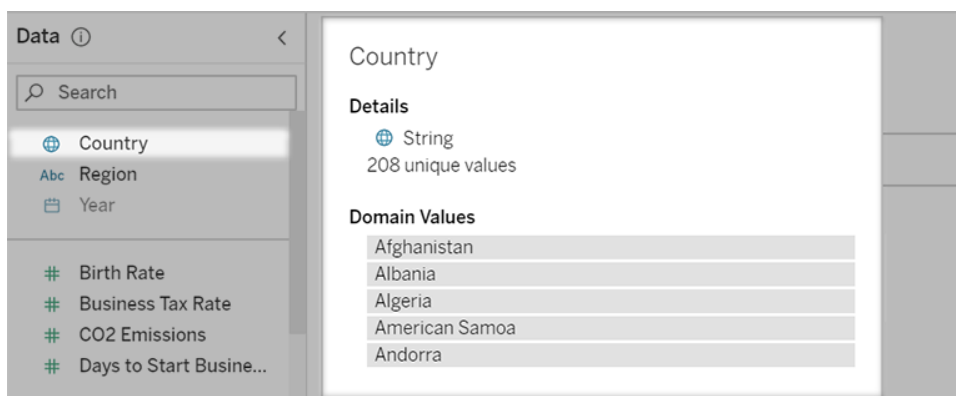 Data
Search
Country
Abc Region
Year
# Birth Rate
# Business Tax Rate
# CO2 Emissions
# Days to Start Busine...
Country
Details
String
208 unique values
Domain Values
Afghanistan
Albania
Algeria
American Samoa
Andorra